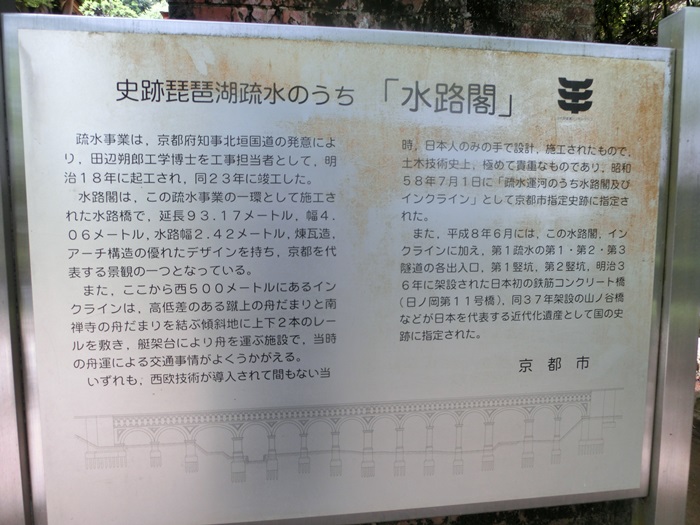 史跡琵琶湖疏水のうち「水路閣」
疏水事業は，京都府知事北垣国道の発意によ
り，田辺朔郎工学博士を工事担当者として，明
治１８年に起工され，同２３年に竣工した。
水路閣は，この疏水事業の一環として施工さ
れた水路橋で，延長９３.１７メートル，幅４.
０６メートル，水路幅２.４２メートル，煉瓦造，
アーチ構造の優れたデザインを持ち，京都を代
表する景観の一つとなっている。
また，ここから西５００メートルにあるイン
クラインは，高低差のある蹴上の舟だまりと南
禅寺の舟だまりを結ぶ傾斜地に上下２本のレー
ルを敷き，艇架台により舟を運ぶ施設で，当時
の舟運による交通事情がよくうかがえる。
いずれも，西欧技術が導入されて間もない当
時，日本人のみの手で設計，施工されたもので，
土木技術史上，極めて貴重なものであり，昭和
５８年７月１日に「疏水運河のうち水路閣及び
インクライン」として京都市指定史跡に指定さ
れた。
また，平成８年６月には，この水路閣，イン
クラインに加え，第１疏水の第１・第２・第３
隧道の各出入口，第１竪坑，第２竪坑，明治３
６年に架設された日本初の鉄筋コンクリート橋
（日ノ岡第１１号橋），同３７年架設の山ノ谷橋
などが日本を代表する近代化遺産として国の史
跡に指定された。
京都市